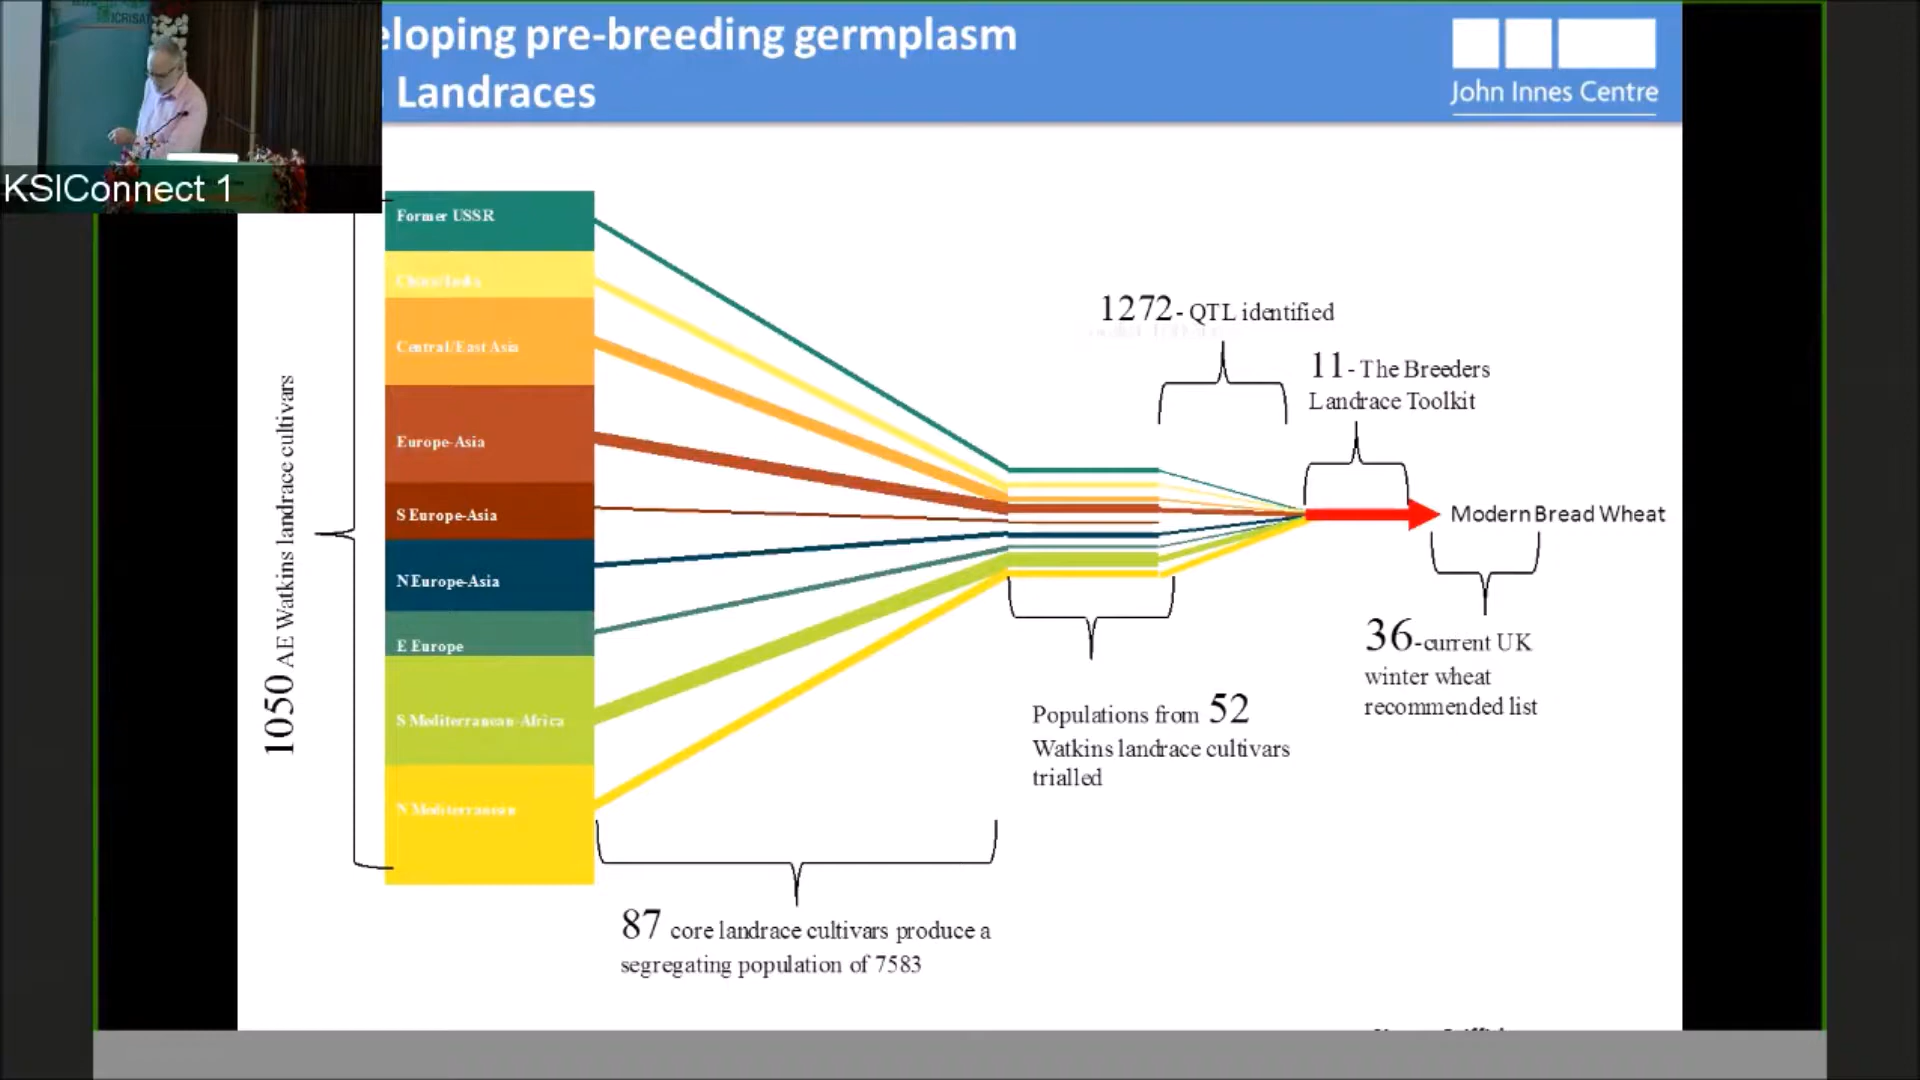 ICRISAT
KSIConnect 1
eloping pre-breeding germplasm
Landraces
John Innes Centre
1050 AE Watkins landrace cultivars
Former USSR
China/India
Central/East Asia
Europe-Asia
S Europe-Asia
N Europe-Asia
E Europe
S Mediterranean-Africa
N Mediterranean
1272- QTL identified
11- The Breeders
Landrace Toolkit
Modern Bread Wheat
36-current UK
winter wheat
recommended list
Populations from 52
Watkins landrace cultivars
trialled
87 core landrace cultivars produce a
segregating population of 7583